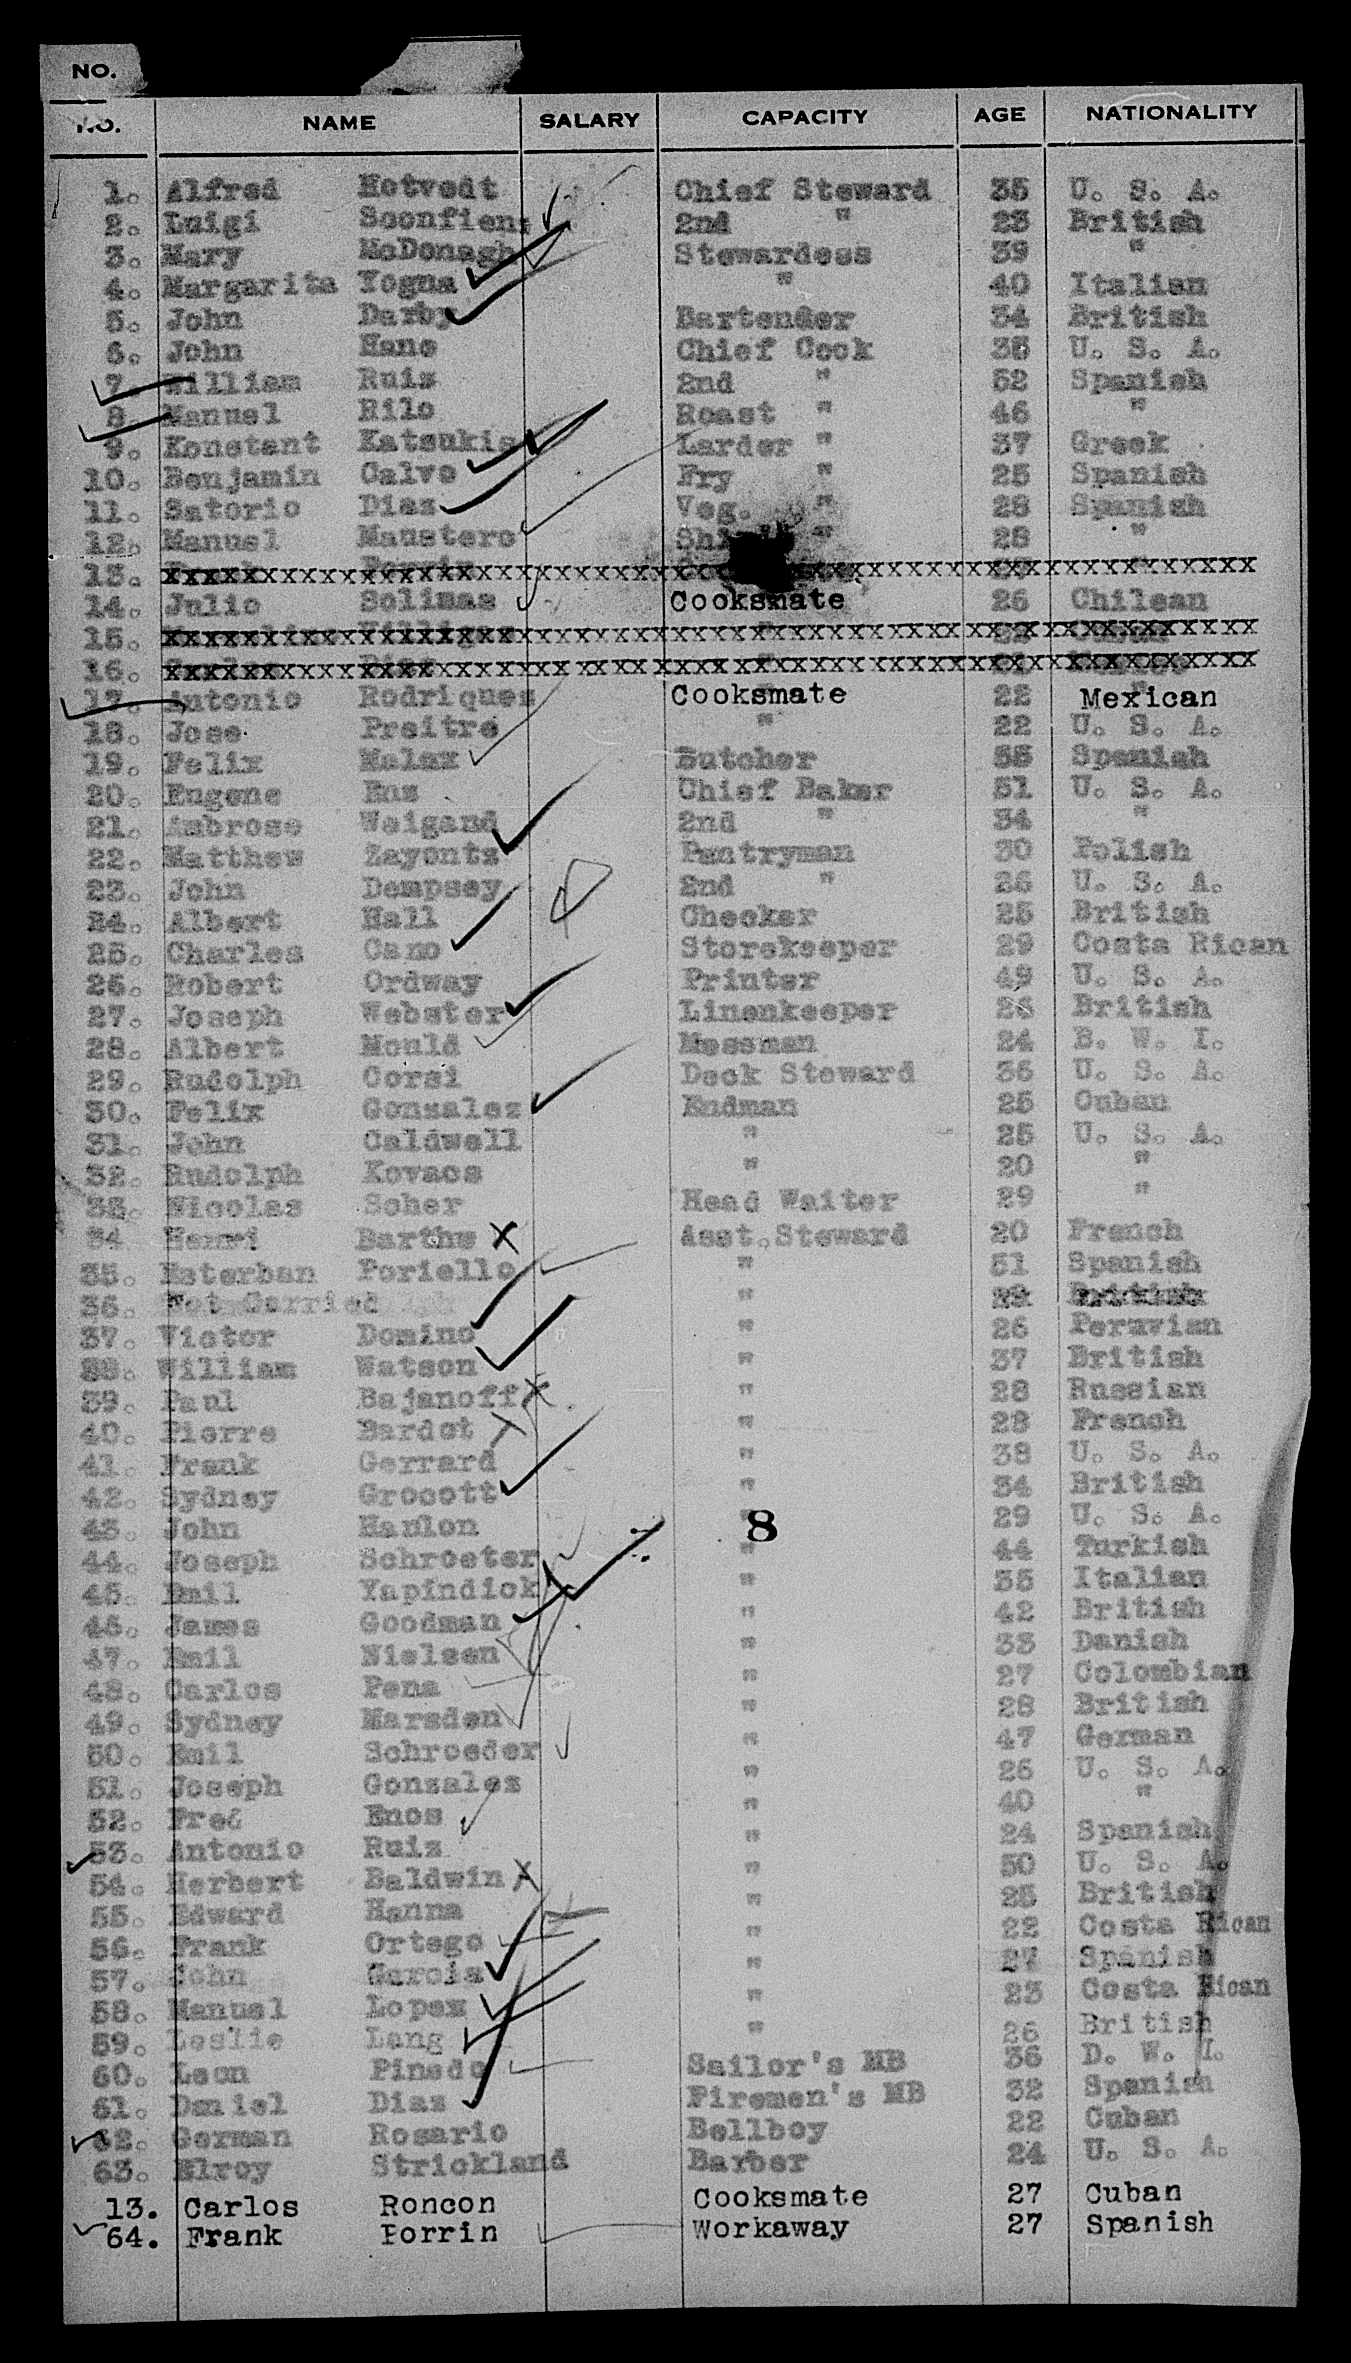 NO.
NO. NAME SALARY CAPACITY AGE NATIONALITY
1. Alfred Hetvedt Chief Steward 35 U. S. A.
2. Luigi Soonfiens 2nd " 23 British
3. Mary McDonagh Stewardess 39 "
4. Margarita Yogna " 40 Italian
5. John Darby Bartender 34 British
6. John Hane Chief Cook 35 U. S. A.
7. William Ruiz 2nd " 52 Spanish
8. Manuel Rilo Roast " 46 "
9. Konstant Katsukis Larder " 37 Greek
10. Benjamin Calvo Fry " 25 Spanish
11. Satorio Diaz Veg. " 28 Spanish
12. Manuel Maustero " 28 "
13. xxxxxxxxxxxxxxxxxxxxxxxxxxxxxxxxxxxxxxxxxxxxxxxxxxxxxxx
14. Julio Solimas Cooksmate 26 Chilean
15. xxxxxxxxxxxxxxxxxxxxxxxxxxxxxxxxxxxxxxxxxxxxxxxxxxxxxxx
16. xxxxxxxxxxxxxxxxxxxxxxxxxxxxxxxxxxxxxxxxxxxxxxxxxxxxxxx
17. Antonio Rodriques Cooksmate 22 Mexican
18. Jose Preitre " 22 U. S. A.
19. Felix Malax Butcher 55 Spanish
20. Eugene Enz Chief Baker 51 U. S. A.
21. Ambrose Weigand 2nd " 34 "
22. Matthew Zayonts Pantryman 30 Polish
23. John Dempsey 2nd " 26 U. S. A.
24. Albert Hall Checker 25 British
25. Charles Cano Storekeeper 29 Costa Rican
26. Robert Ordway Printer 49 U. S. A.
27. Joseph Webster Linenkeeper 26 British
28. Albert Mould Messman 24 B. W. I.
29. Rudolph Corsi Deck Steward 36 U. S. A.
30. Felix Gonzalez Endman 25 Cuban
31. John Caldwell " 25 U. S. A.
32. Rudolph Kovacs " 20 "
33. Nicolas Scher Head Waiter 29 "
34 Henri Barthe X Asst. Steward 20 French
35. Esterban Poriello " 51 Spanish
36. Not Carried " 29 British
37. Victor Domino " 26 Peruvian
38. William Watson " 37 British
39. Paul Bajanoff X " 28 Russian
40. Pierre Bardot X " 28 French
41. Frank Gerrard " 38 U. S. A.
42. Sydney Grocott " 34 British
43. John Hanlon " 8 29 U. S. A.
44. Joseph Schroeter " 44 Turkish
45. Emil Yapindick " 35 Italian
46. James Goodman " 42 British
47. Emil Nielsen " 33 Danish
48. Carlos Pena " 27 Colombian
49. Sydney Marsden " 28 British
50. Emil Schroeder " 47 German
51. Joseph Gonzales " 26 U. S. A.
52. Fred Enos " 40 "
53. Antonio Ruiz " 24 Spanish
54. Herbert Baldwin X " 50 U. S. A.
55. Edward Hanna " 25 British
56. Frank Ortego " 22 Costa Rican
57. John Garcia " 27 Spanish
58. Manuel Lopez " 23 Costa Rican
59. Leslie Lang " 26 British
60. Leon Pinedo Sailor's MB 36 D. W. I.
61. Daniel Diaz Firemen's MB 32 Spanish
62. German Rosario Bellboy 22 Cuban
63. Elroy Strickland Barber 24 U. S. A.
13. Carlos Roncon Cooksmate 27 Cuban
64. Frank Porrin Workaway 27 Spanish